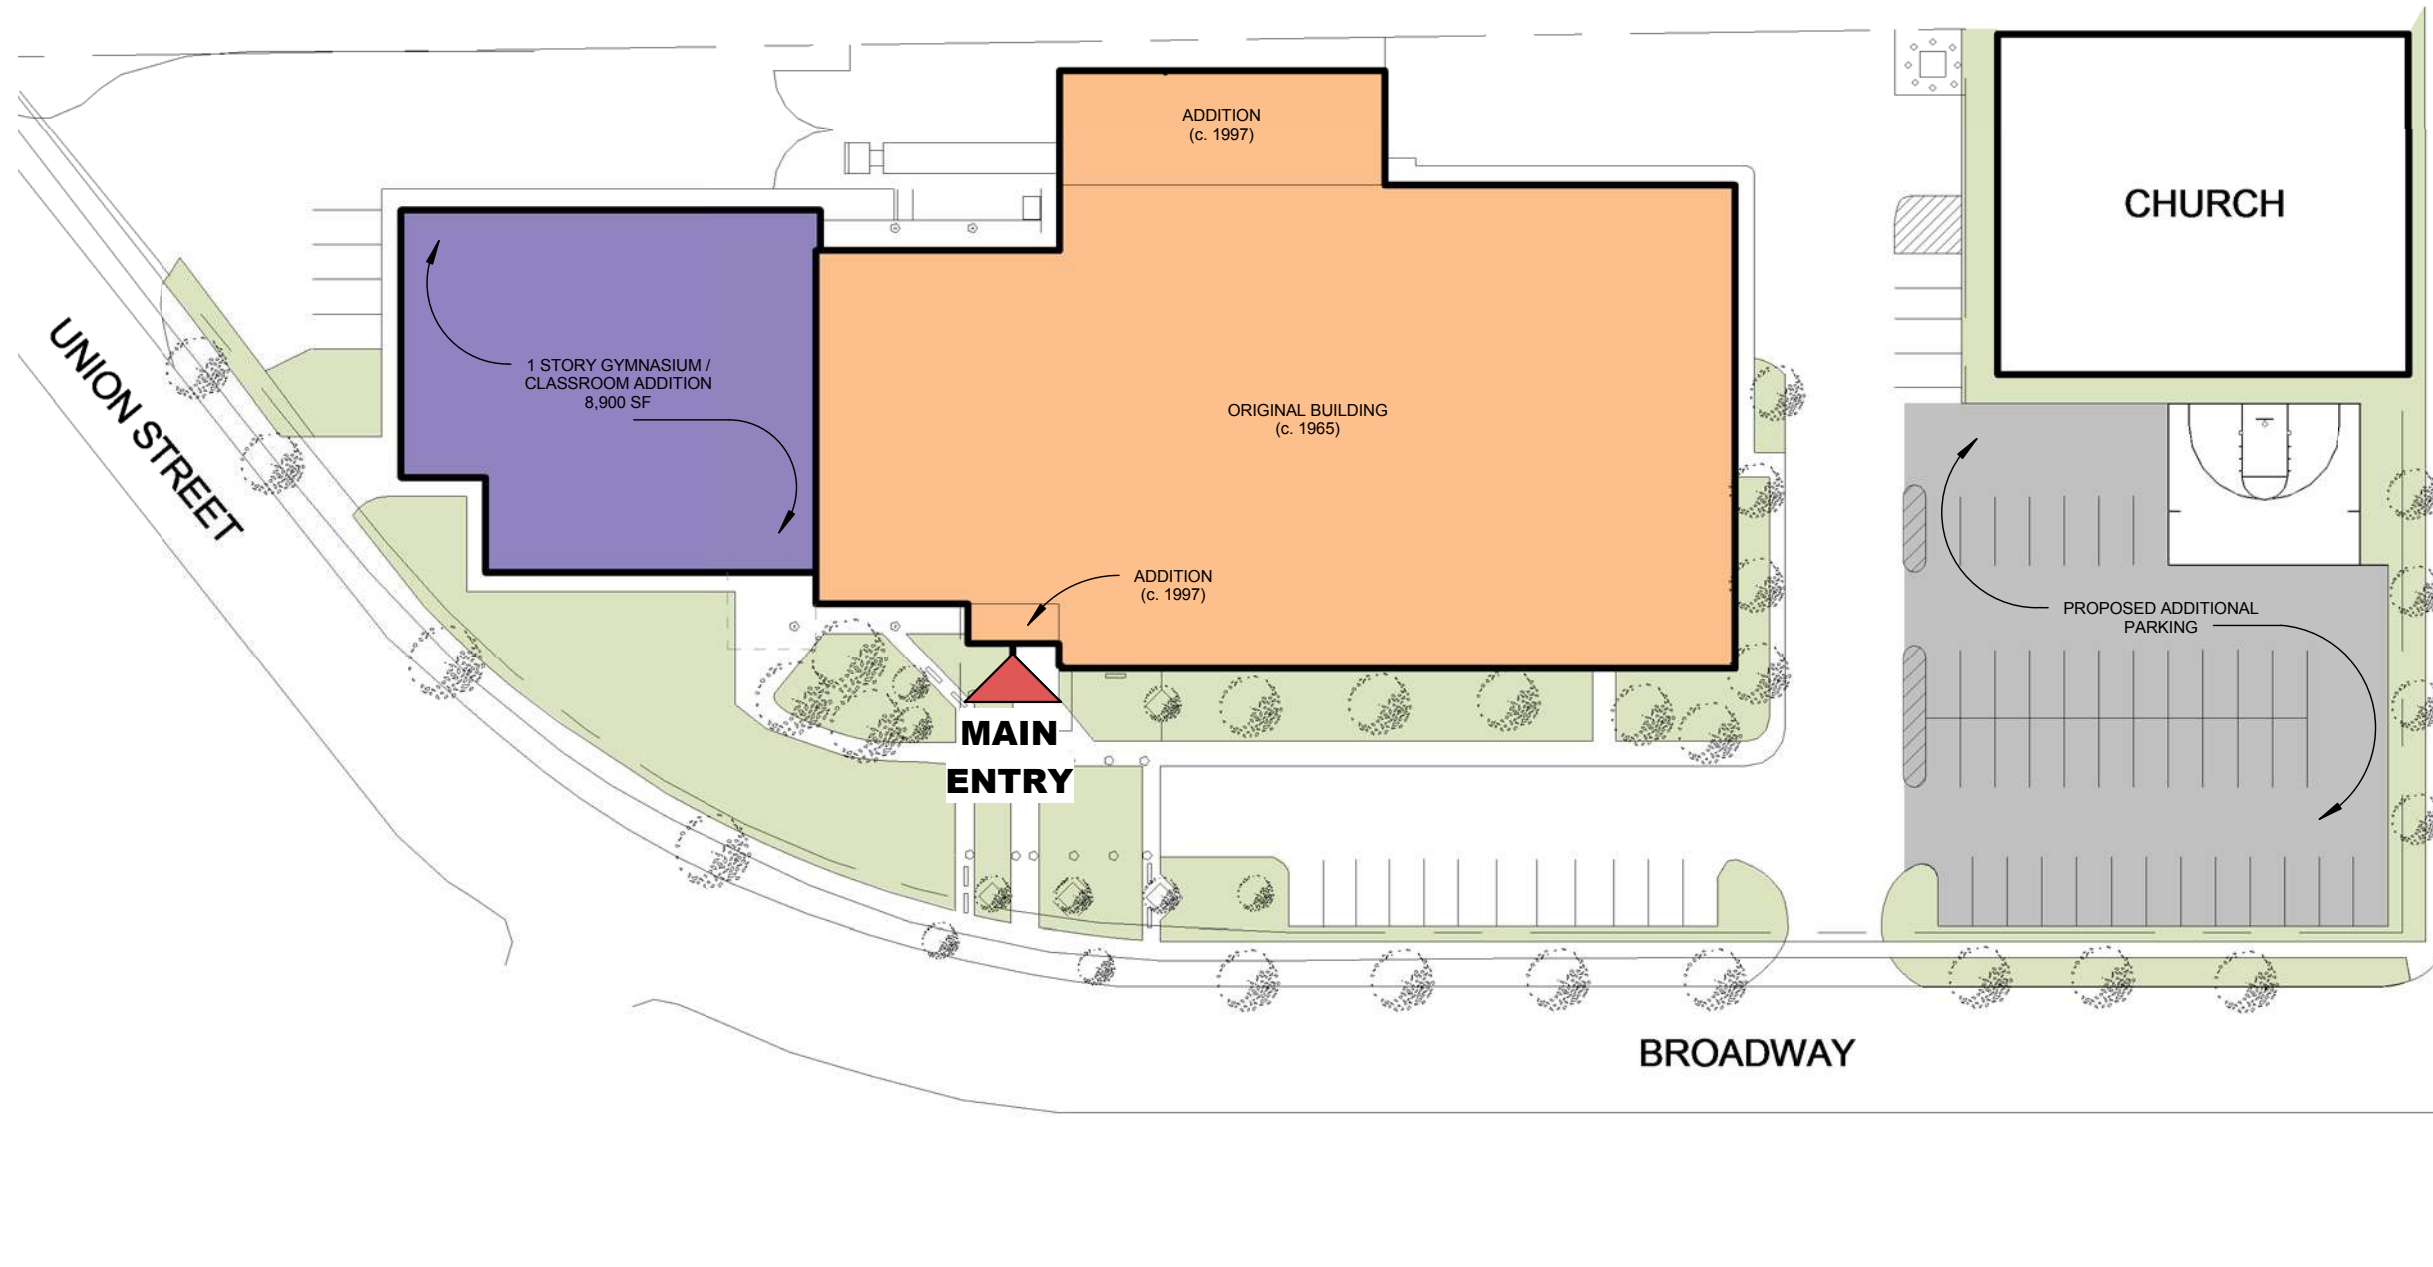 ADDITION
(c. 1997)
CHURCH
UNION STREET
1 STORY GYMNASIUM /
CLASSROOM ADDITION
8,900 SF
ORIGINAL BUILDING
(c. 1965)
ADDITION
(c. 1997)
PROPOSED ADDITIONAL
PARKING
MAIN
ENTRY
BROADWAY